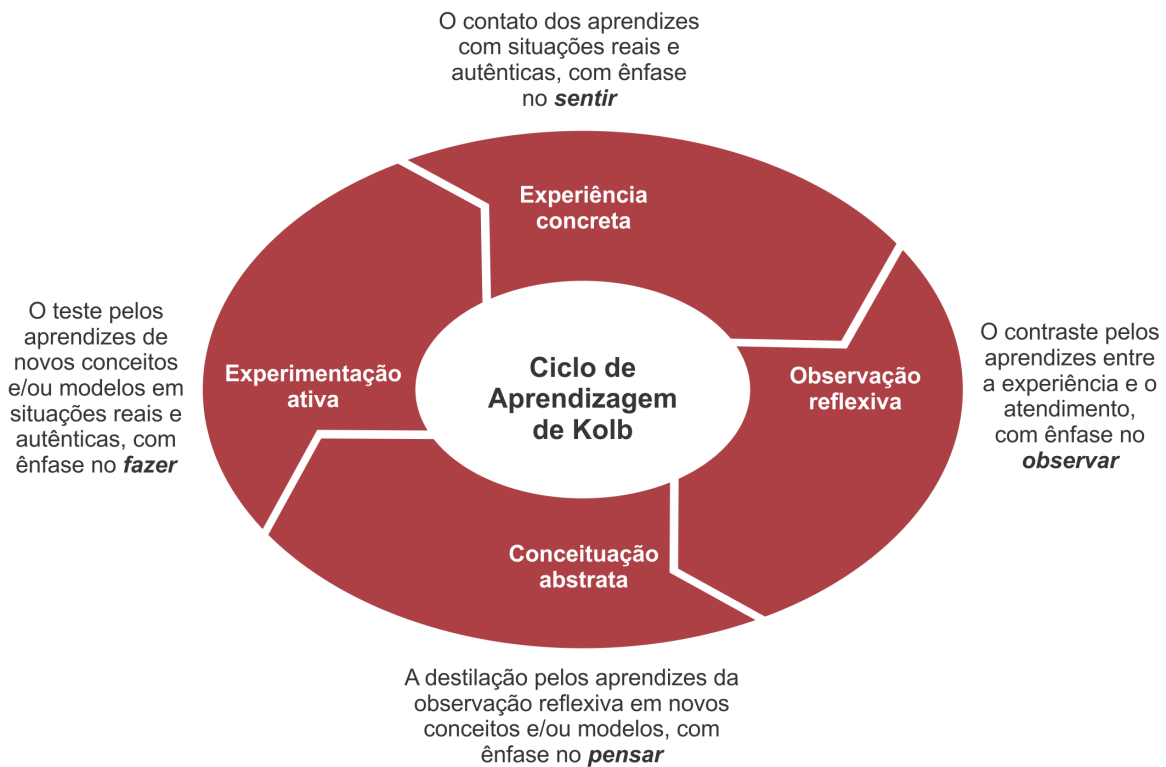 O contato dos aprendizes
com situações reais e
autênticas, com ênfase
no sentir
Experiência
concreta
O contraste pelos
aprendizes entre
a experiência e o
atendimento,
com ênfase no
observar
Observação
reflexiva
Ciclo de
Aprendizagem
de Kolb
Conceituação
abstrata
A destilação pelos aprendizes da
observação reflexiva em novos
conceitos e/ou modelos, com
ênfase no pensar
Experimentação
ativa
O teste pelos
aprendizes de
novos conceitos
e/ou modelos em
situações reais e
autênticas, com
ênfase no fazer